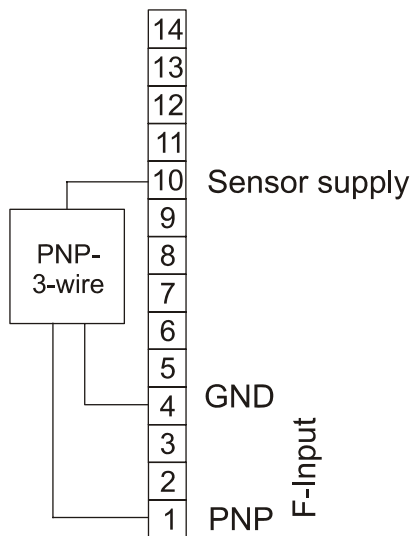 14
13
12
11
10 Sensor supply
9
PNP-
3-wire
8
7
6
5
4 GND
3
2
1 PNP
F-Input